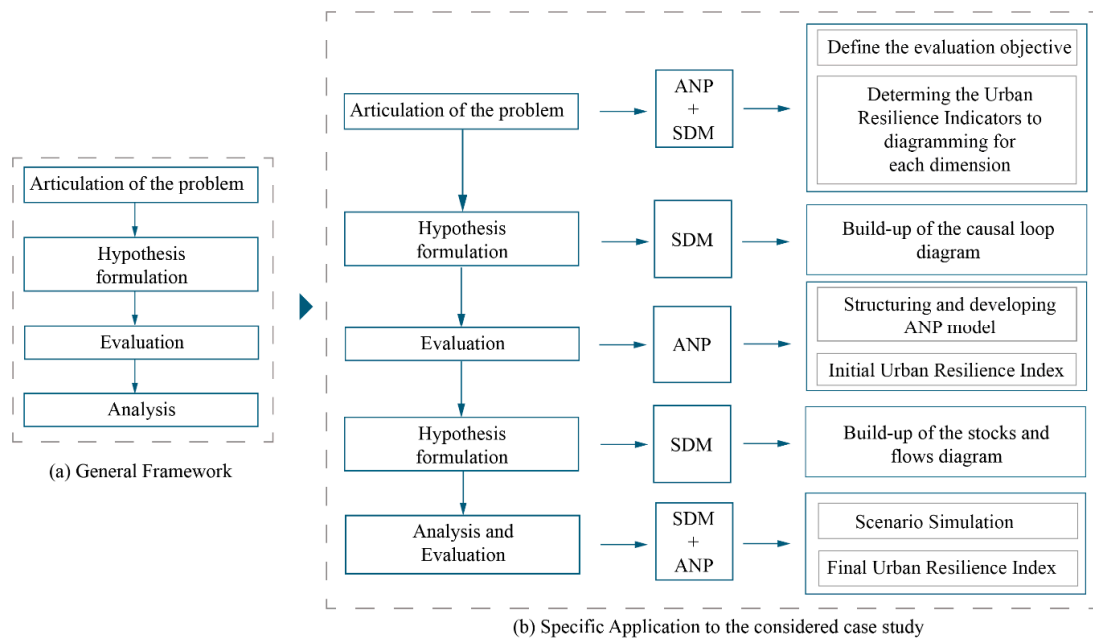 Articulation of the problem
Hypothesis
formulation
Evaluation
Analysis
(a) General Framework
Articulation of the problem
ANP
+
SDM
Define the evaluation objective
Determing the Urban
Resilience Indicators to
diagramming for
each dimension
Hypothesis
formulation
SDM
Build-up of the causal loop
diagram
Evaluation
ANP
Structuring and developing
ANP model
Initial Urban Resilience Index
Hypothesis
formulation
SDM
Build-up of the stocks and
flows diagram
Analysis and
Evaluation
SDM
+
ANP
Scenario Simulation
Final Urban Resilience Index
(b) Specific Application to the considered case study